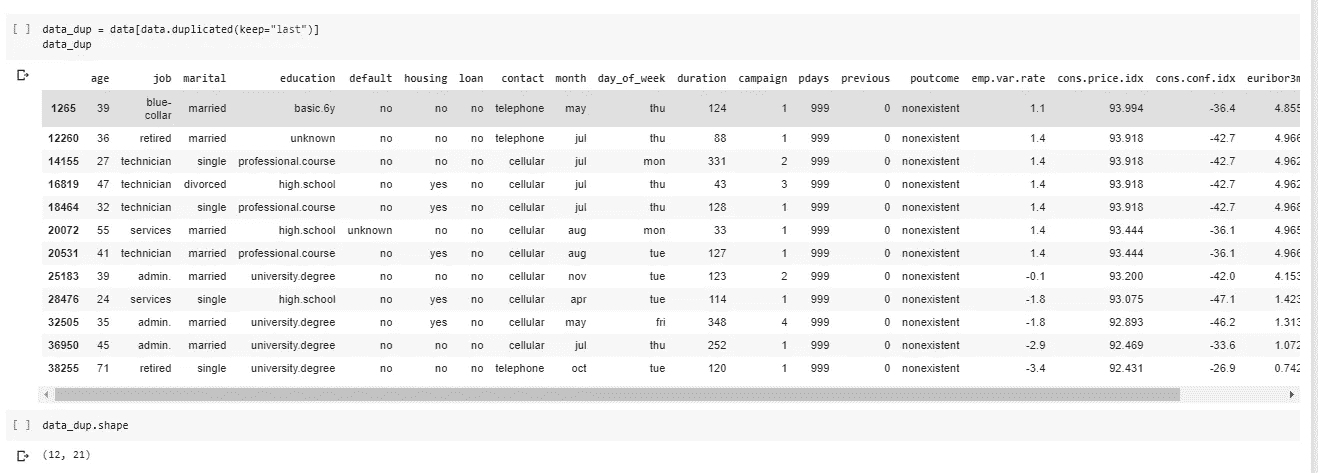 [ ] data_dup = data[data.duplicated(keep="last")]
data_dup
age job marital education default housing loan contact month day_of_week duration campaign pdays previous poutcome emp.var.rate cons.price.idx cons.conf.idx euribor3m
1265 39 blue-collar married basic.6y no no no telephone may thu 124 1 999 0 nonexistent 1.1 93.994 -36.4 4.855
12260 36 retired married unknown no no no telephone jul thu 88 1 999 0 nonexistent 1.4 93.918 -42.7 4.966
14155 27 technician single professional.course no no no cellular jul mon 331 2 999 0 nonexistent 1.4 93.918 -42.7 4.962
16819 47 technician divorced high.school no yes no cellular jul thu 43 3 999 0 nonexistent 1.4 93.918 -42.7 4.962
18464 32 technician single professional.course no yes no cellular jul thu 128 1 999 0 nonexistent 1.4 93.918 -42.7 4.968
20072 55 services married high.school unknown no no cellular aug mon 33 1 999 0 nonexistent 1.4 93.444 -36.1 4.965
20531 41 technician married professional.course no yes no cellular aug tue 127 1 999 0 nonexistent 1.4 93.444 -36.1 4.966
25183 39 admin. married university.degree no no no cellular nov tue 123 2 999 0 nonexistent -0.1 93.200 -42.0 4.153
28476 24 services single high.school no yes no cellular apr tue 114 1 999 0 nonexistent -1.8 93.075 -47.1 1.423
32505 35 admin. married university.degree no yes no cellular may fri 348 4 999 0 nonexistent -1.8 92.893 -46.2 1.313
36950 45 admin. married university.degree no no no cellular jul thu 252 1 999 0 nonexistent -2.9 92.469 -33.6 1.072
38255 71 retired single university.degree no no no telephone oct tue 120 1 999 0 nonexistent -3.4 92.431 -26.9 0.742
[ ] data_dup.shape
(12, 21)